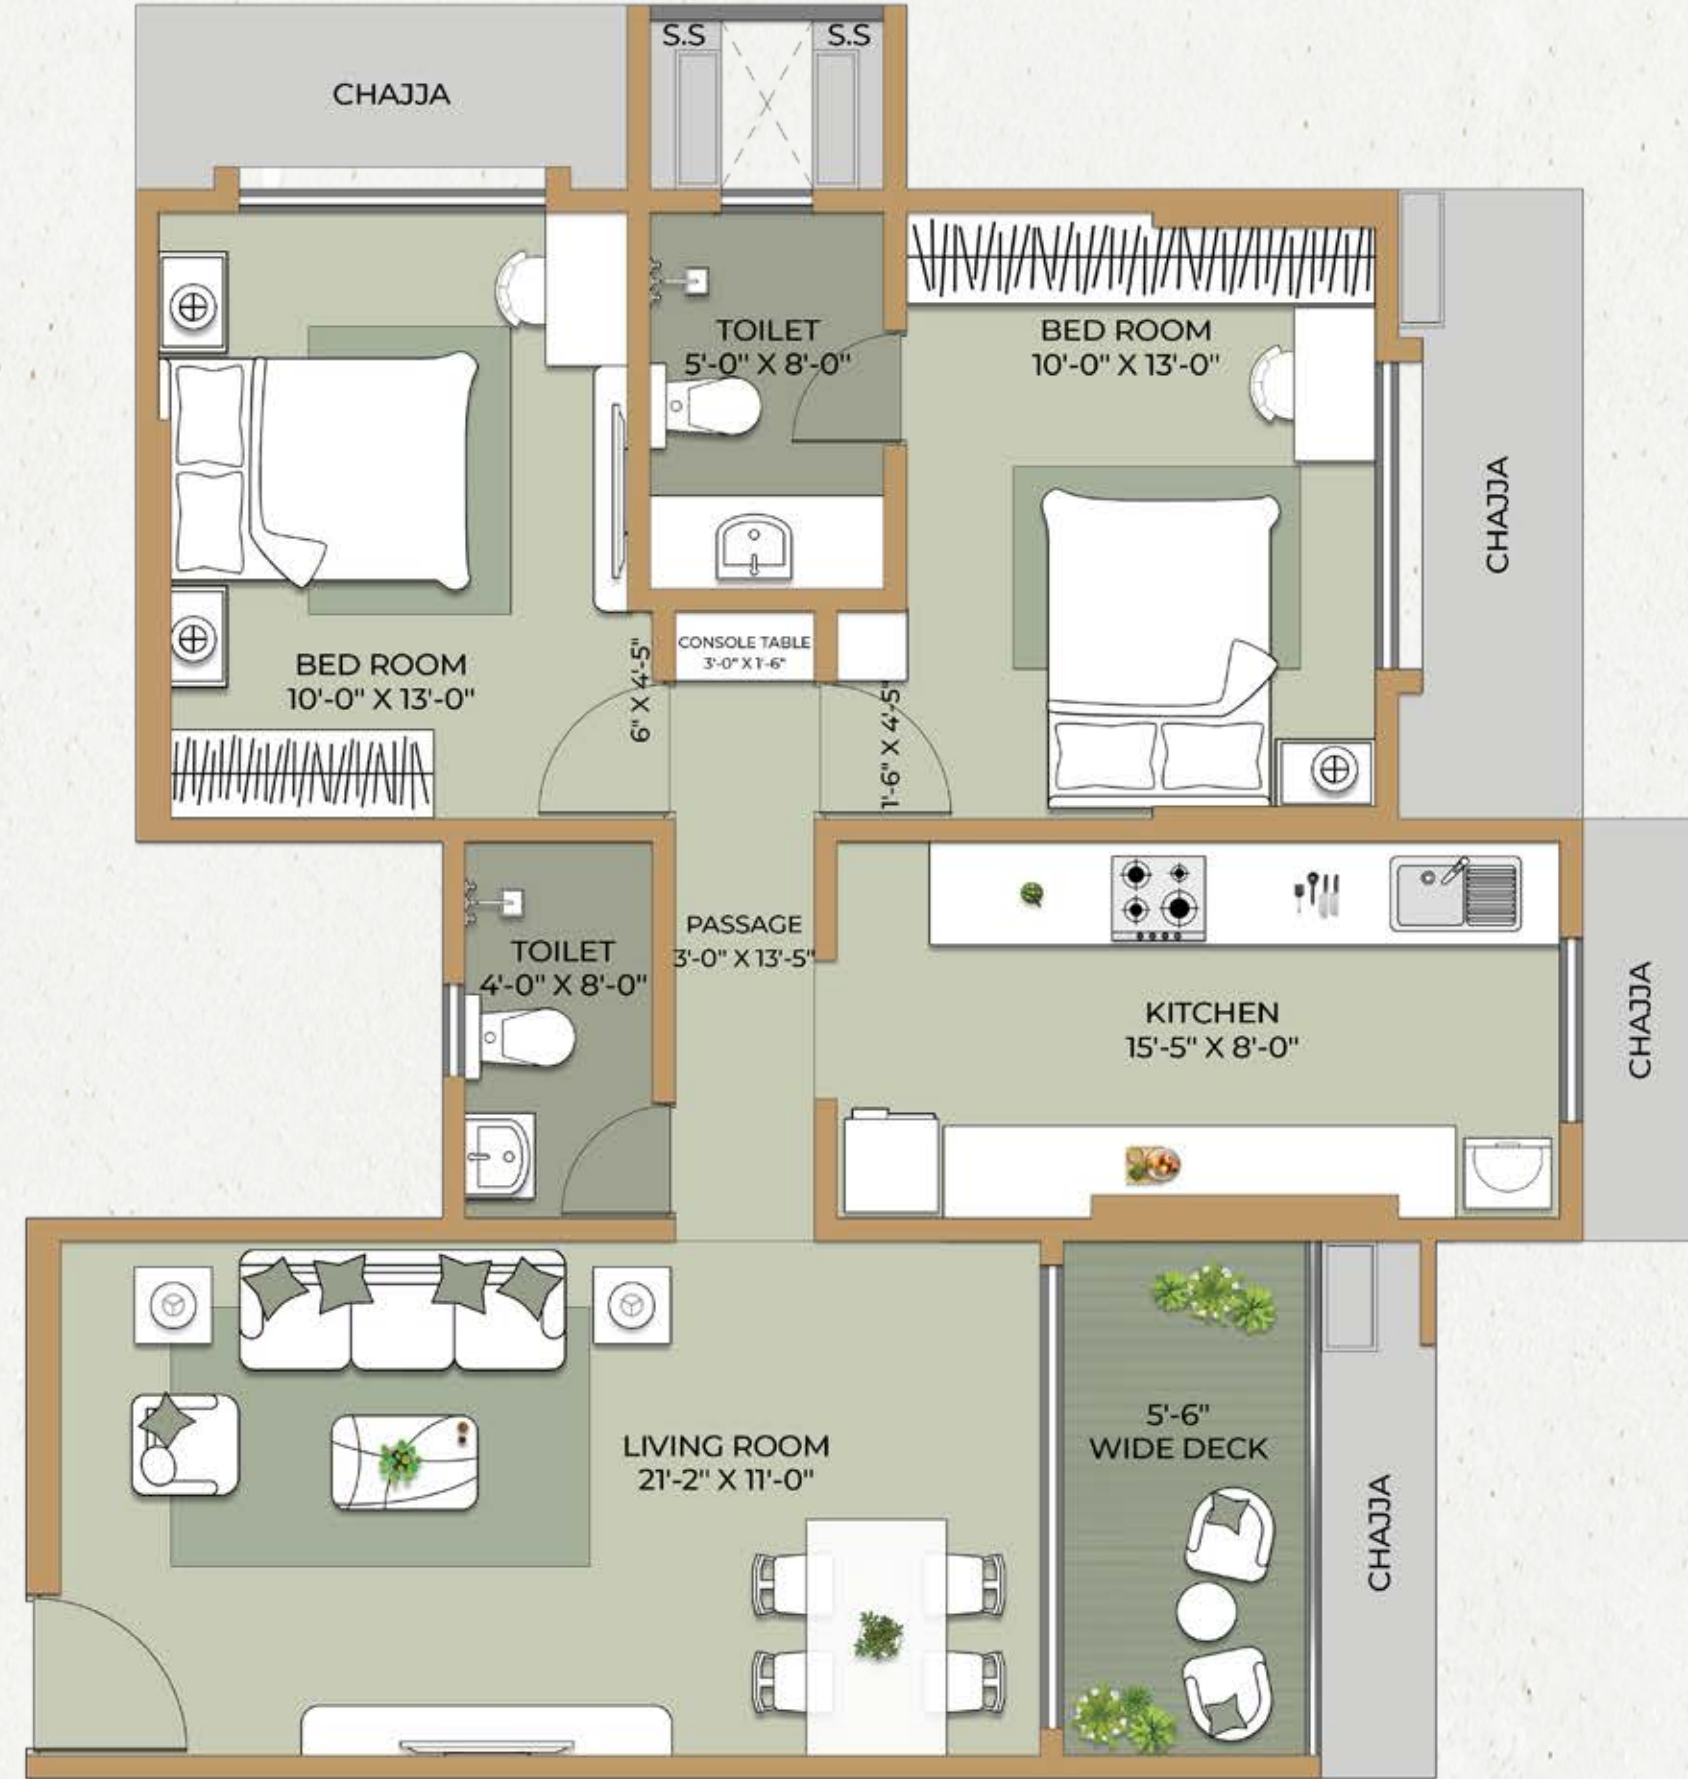 S.S
S.S
CHAJJA
TOILET
5'-0" X 8'-0"
BED ROOM
10'-0" X 13'-0"
CHAJJA
CONSOLE TABLE
3'-0" X 1'-6"
BED ROOM
10'-0" X 13'-0"
6" X 4'-5"
1'-6" X 4'-5"
PASSAGE
3'-0" X 13'-5"
TOILET
4'-0" X 8'-0"
KITCHEN
15'-5" X 8'-0"
CHAJJA
5'-6"
WIDE DECK
LIVING ROOM
21'-2" X 11'-0"
CHAJJA